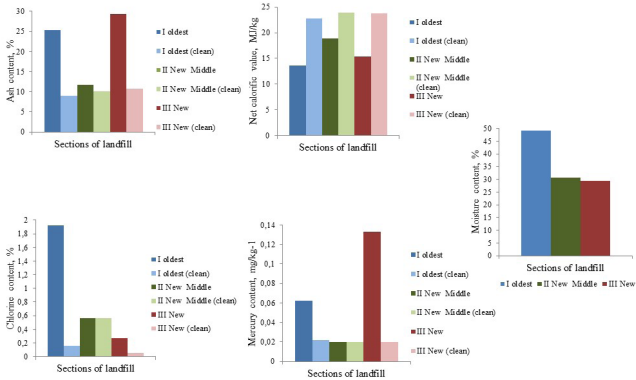 Ash content, %
30
25
20
15
10
5
0
Sections of landfill
I oldest
I oldest (clean)
II New Middle
II New Middle (clean)
III New
III New (clean)
Net calorific value, MJ/kg
25
20
15
10
5
0
Sections of landfill
I oldest
I oldest (clean)
II New Middle
II New Middle
(clean)
III New
III New (clean)
Moisture content, %
50
45
40
35
30
25
20
15
10
5
0
Sections of landfill
I oldest II New Middle III New
Chlorine content, %
2
1,8
1,6
1,4
1,2
1
0,8
0,6
0,4
0,2
0
Sections of landfill
I oldest
I oldest (clean)
II New Middle
II New Middle (clean)
III New
III New (clean)
Mercury content, mg/kg-1
0,14
0,12
0,1
0,08
0,06
0,04
0,02
0
Sections of landfill
I oldest
I oldest (clean)
II New Middle
II New Middle (clean)
III New
III New (clean)